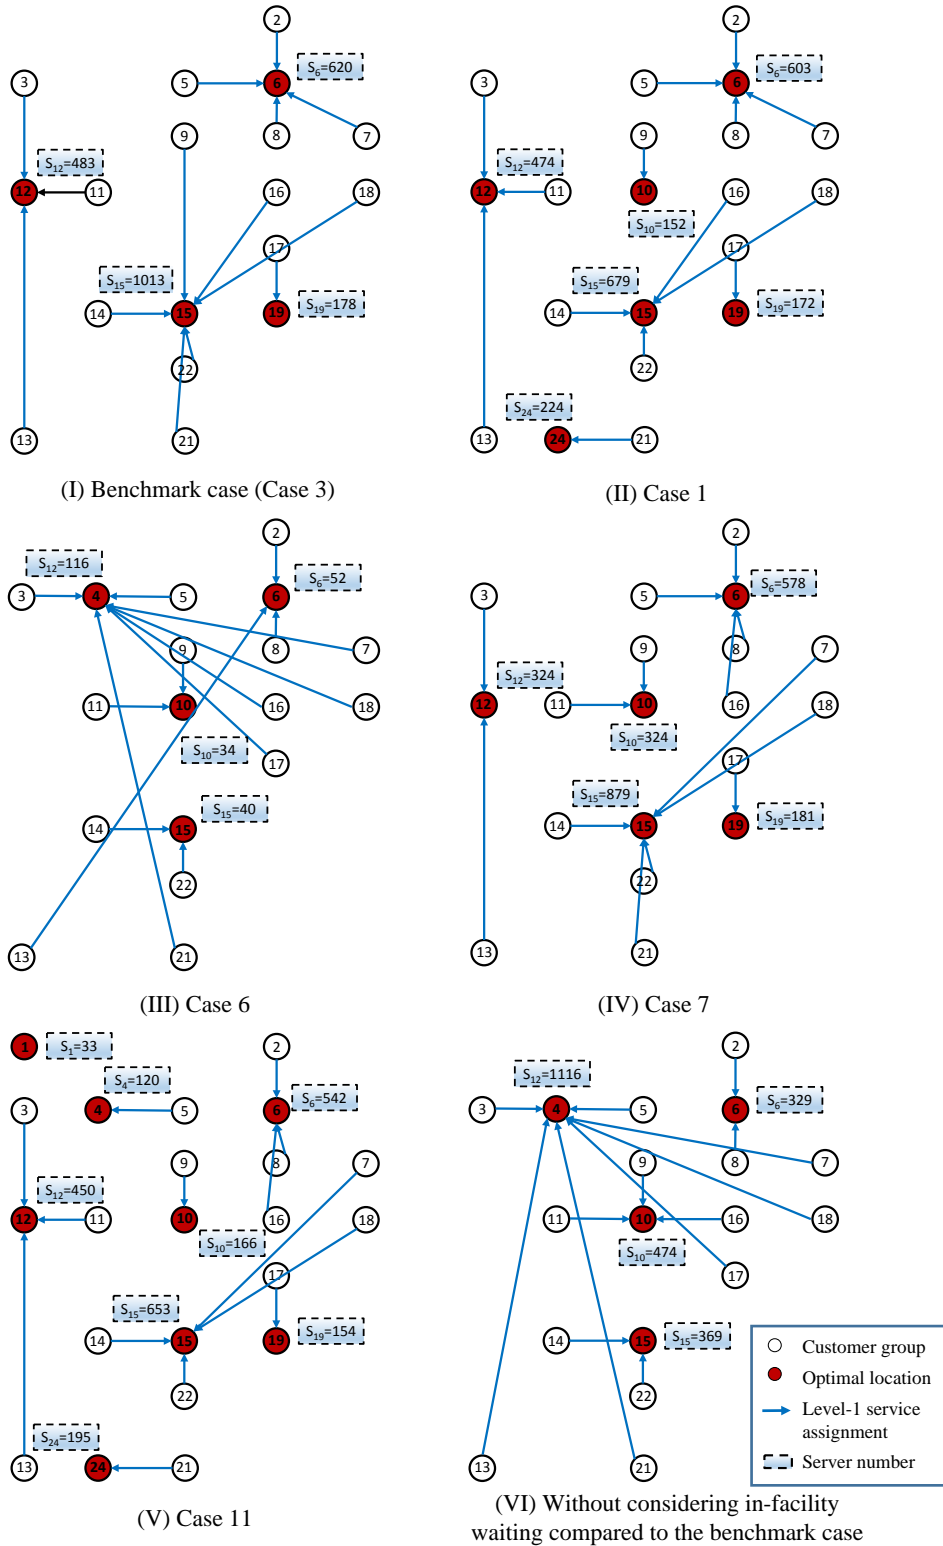 2
3
S6=620
5
6
9
8
7
S12=483
12
11
16
18
17
S15=1013
14
15
19
S19=178
22
13
21
(I) Benchmark case (Case 3)
2
3
S6=603
5
6
9
8
7
S12=474
12
11
10
16
18
S10=152
17
S15=679
14
15
19
S19=172
22
S24=224
13
24
21
(II) Case 1
2
S12=116
S6=52
3
4
5
6
9
8
7
11
10
16
18
S10=34
17
S15=40
14
15
22
13
21
(III) Case 6
2
3
S6=578
5
6
9
8
7
S12=324
12
11
10
16
18
S10=324
17
S15=879
14
15
19
S19=181
22
13
21
(IV) Case 7
1
S1=33
2
S4=120
3
4
5
6
S6=542
9
8
7
S12=450
12
11
10
16
18
S10=166
17
S15=653
14
15
19
S19=154
22
S24=195
13
24
21
(V) Case 11
2
S12=1116
3
4
5
6
S6=329
9
8
7
11
10
16
18
S10=474
17
14
15
S15=369
22
13
21
(VI) Without considering in-facility
waiting compared to the benchmark case
Customer group
Optimal location
Level-1 service
assignment
Server number